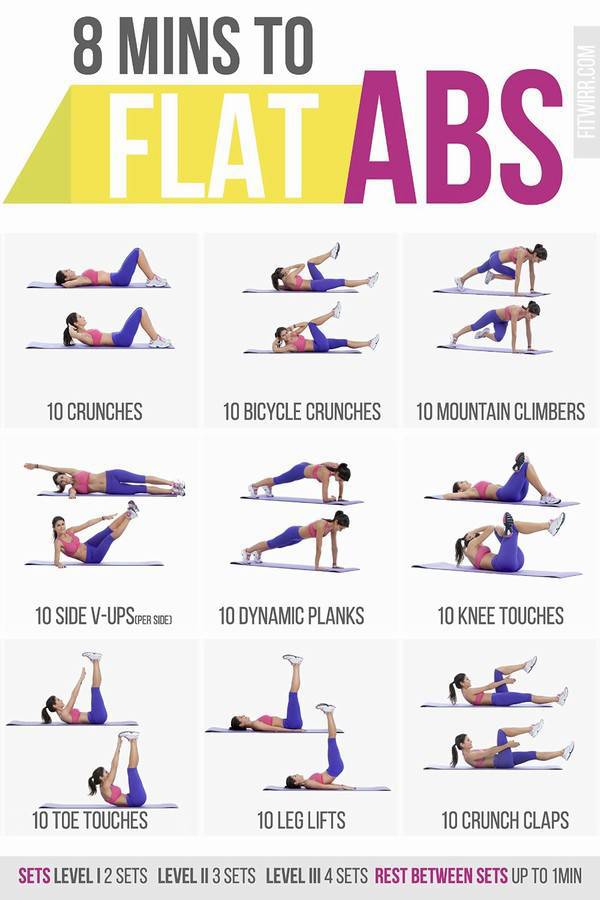 8 MINS TO
FLAT ABS
FITWIRR.COM
10 CRUNCHES
10 BICYCLE CRUNCHES
10 MOUNTAIN CLIMBERS
10 SIDE V-UPS(PER SIDE)
10 DYNAMIC PLANKS
10 KNEE TOUCHES
10 TOE TOUCHES
10 LEG LIFTS
10 CRUNCH CLAPS
SETS LEVEL I 2 SETS LEVEL II 3 SETS LEVEL III 4 SETS REST BETWEEN SETS UP TO 1MIN